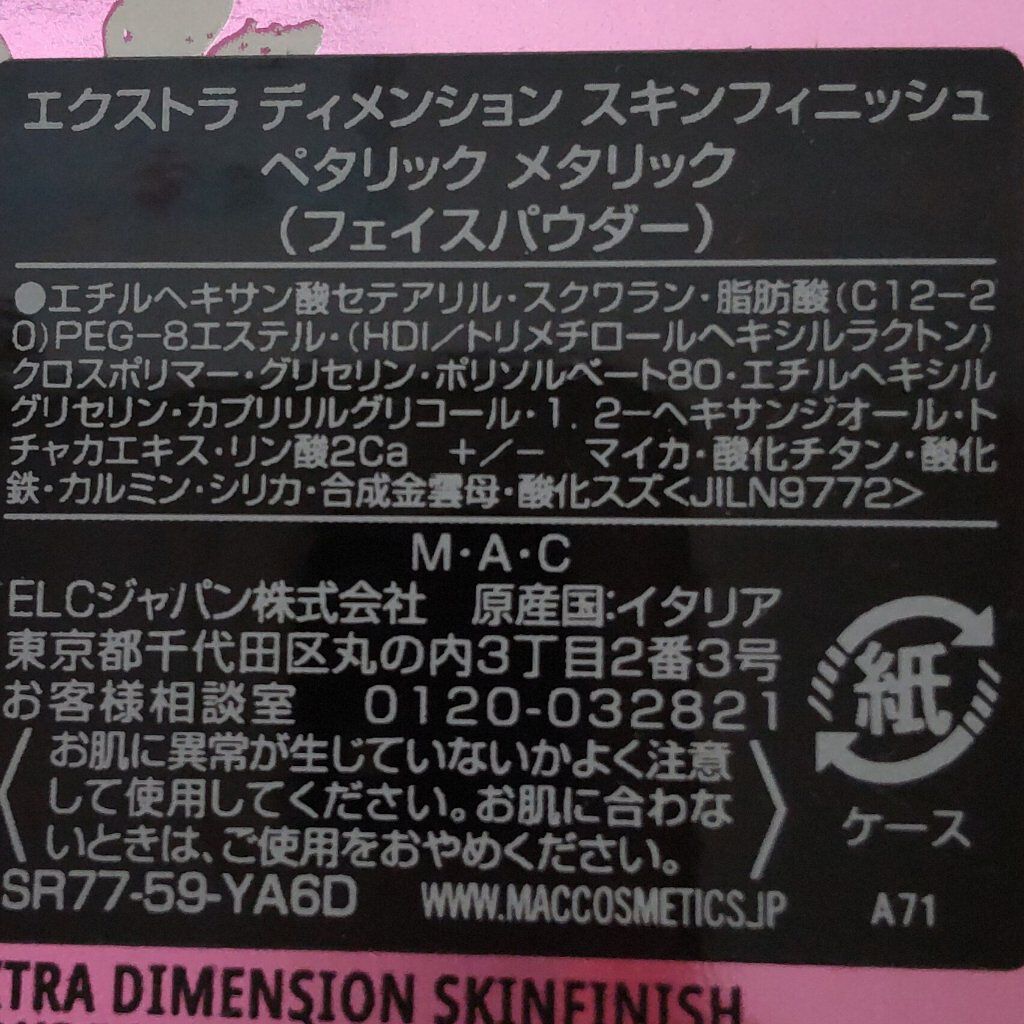 エクストラ ディメンション スキンフィニッシュ
ペタリック メタリック
(フェイスパウダー)
●エチルヘキサン酸セテアリル・スクワラン・脂肪酸(C12-2
0)PEG-8エステル・(HDI/トリメチロールヘキシルラクトン)
クロスポリマー・グリセリン・ポリソルベート80・エチルヘキシル
グリセリン・カプリリルグリコール・1,2-ヘキサンジオール・ト
チャカエキス・リン酸2Ca +/- マイカ・酸化チタン・酸化
鉄・カルミン・シリカ・合成金雲母・酸化スズ<JILN9772>
M・A・C
ELCジャパン株式会社 原産国:イタリア
東京都千代田区丸の内3丁目2番3号
お客様相談室 0120-032821
お肌に異常が生じていないかよく注意
して使用してください。お肌に合わな
いときは、ご使用をおやめください。
紙
ケース
SR77-59-YA6D WWW.MACCOSMETICS.JP A71
XTRA DIMENSION SKINFINISH